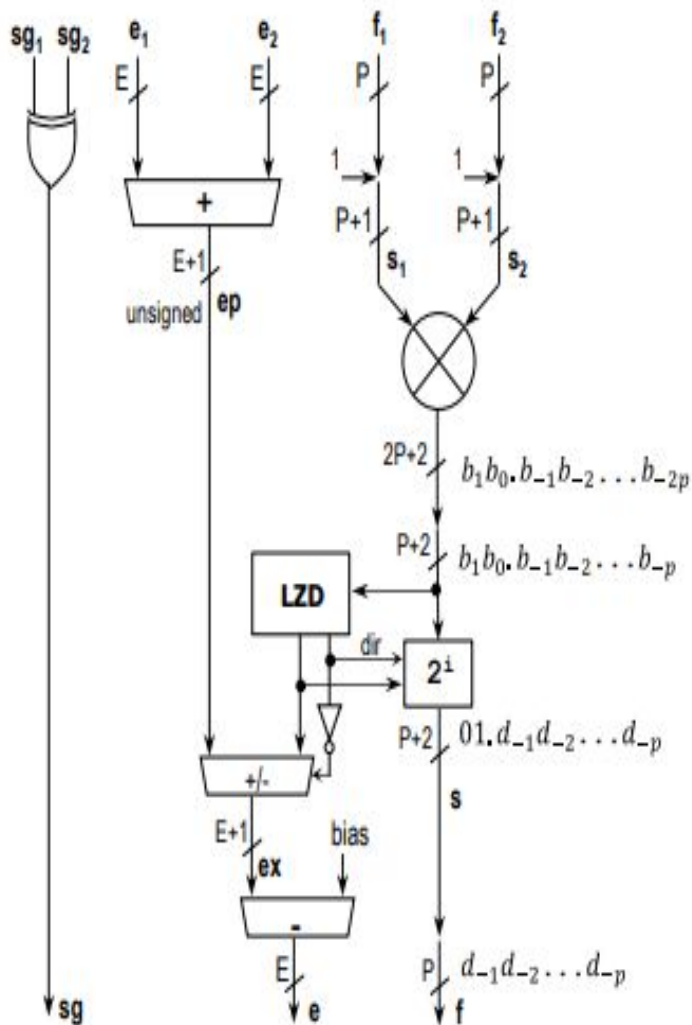 sg₁ sg₂ e₁ e₂ f₁ f₂
E E P P
1 1
+
P+1 P+1
E+1 s₁ s₂
unsigned ep
2P+2 b₁b₀.b₋₁b₋₂...b₋₂ₚ
P+2 b₁b₀.b₋₁b₋₂...b₋ₚ
LZD
dir
2ⁱ
P+2 01.d₋₁d₋₂...d₋ₚ
+/-
s
E+1 bias
ex
-
E P d₋₁d₋₂...d₋ₚ
sg e f